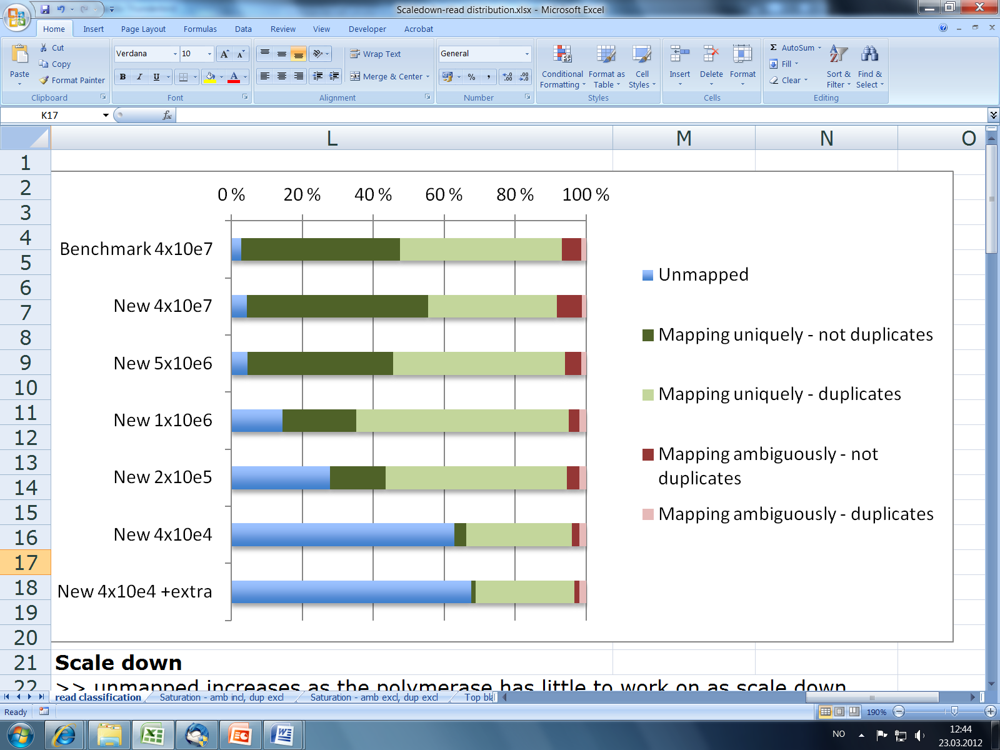 Scaledown-read distribution.xlsx - Microsoft Excel
Home Insert Page Layout Formulas Data Review View Developer Acrobat
Paste
Cut
Copy
Format Painter
Clipboard
Verdana 10
B I U
Font
Wrap Text
Merge & Center
Alignment
General
%
Number
Conditional Formatting
Format as Table
Cell Styles
Styles
Insert Delete Format
Cells
Σ AutoSum
Fill
Clear
Sort & Filter
Find & Select
Editing
K17
fx
L M N O
1
2
3
4
5
6
7
8
9
10
11
12
13
14
15
16
17
18
19
20
21
22
0 % 20 % 40 % 60 % 80 % 100 %
Benchmark 4x10e7
New 4x10e7
New 5x10e6
New 1x10e6
New 2x10e5
New 4x10e4
New 4x10e4 +extra
Unmapped
Mapping uniquely - not duplicates
Mapping uniquely - duplicates
Mapping ambiguously - not
duplicates
Mapping ambiguously - duplicates
Scale down
>> unmapped increases as the polymerase has little to work on as scale down
read classification Saturation - amb incl, dup excl Saturation - amb excl, dup excl Top
Ready
190%
NO
12:44
23.03.2012